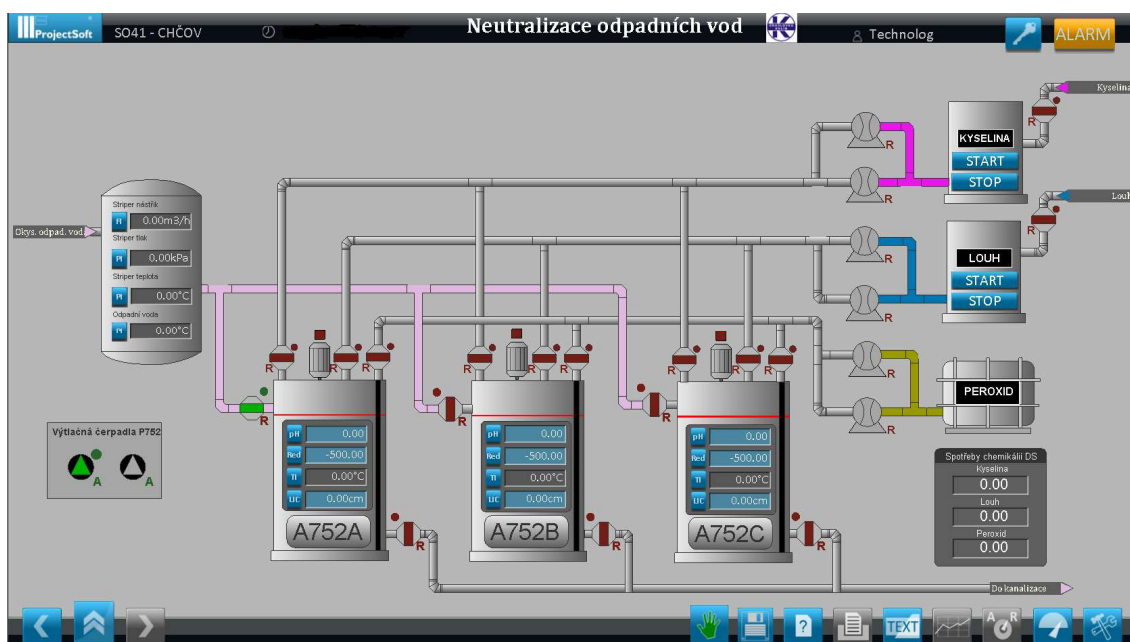 ProjectSoft
SO41 - CHČOV
Neutralizace odpadních vod
K
Technolog
ALARM
Kyselina
R
R
KYSELINA
START
STOP
R
Louh
R
R
LOUH
START
STOP
R
R
PEROXID
R
Okys. odpad. vod.
Striper nástřik
FI 0.00m3/h
Striper tlak
PI 0.00kPa
Striper teplota
PI 0.00°C
Odpadní voda
PI 0.00°C
R R R R R R R R R
R R R
Výtlačná čerpadla P752
A A
pH 0.00
Red -500.00
TI 0.00°C
LIC 0.00cm
A752A
R
pH 0.00
Red -500.00
TI 0.00°C
LIC 0.00cm
A752B
R
pH 0.00
Red -500.00
TI 0.00°C
LIC 0.00cm
A752C
R
Spotřeby chemikálií DS
Kyselina
0.00
Louh
0.00
Peroxid
0.00
Do kanalizace
? TEXT A R